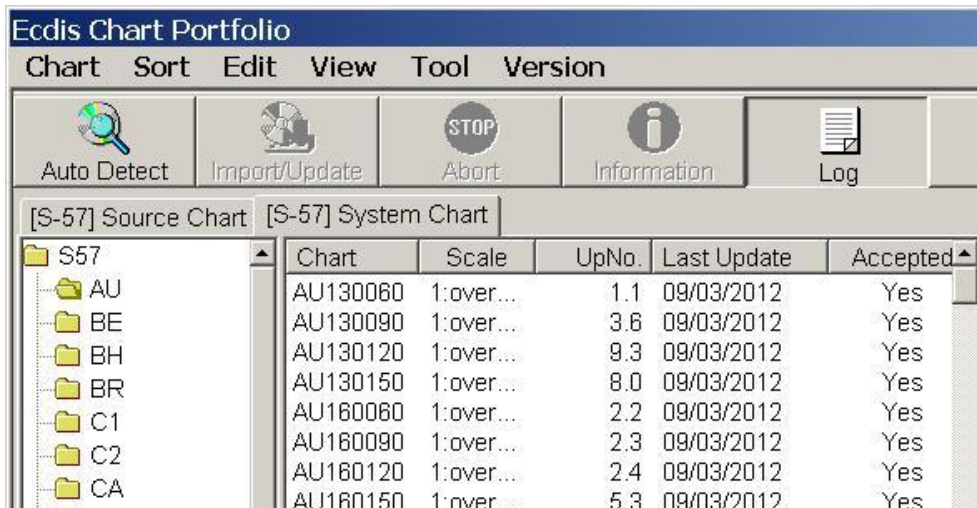 Ecdis Chart Portfolio
Chart Sort Edit View Tool Version
Auto Detect Import/Update Abort Information Log
STOP
[S-57] Source Chart [S-57] System Chart
S57
AU
BE
BH
BR
C1
C2
CA
Chart Scale UpNo. Last Update Accepted
AU130060 1:over... 1.1 09/03/2012 Yes
AU130090 1:over... 3.6 09/03/2012 Yes
AU130120 1:over... 9.3 09/03/2012 Yes
AU130150 1:over... 8.0 09/03/2012 Yes
AU160060 1:over... 2.2 09/03/2012 Yes
AU160090 1:over... 2.3 09/03/2012 Yes
AU160120 1:over... 2.4 09/03/2012 Yes
AU160150 1:over... 5.3 09/03/2012 Yes